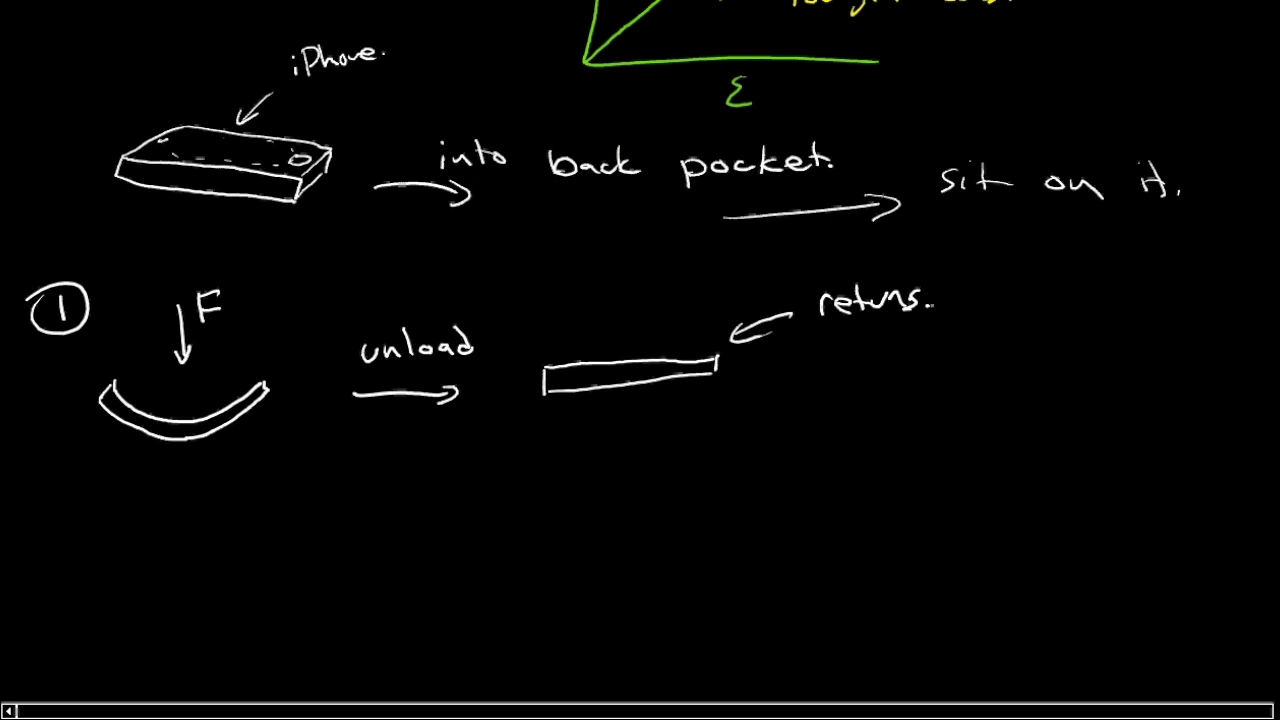 ε
iPhone.
into back pocket.
sit on it.
1
F
unload
returns.